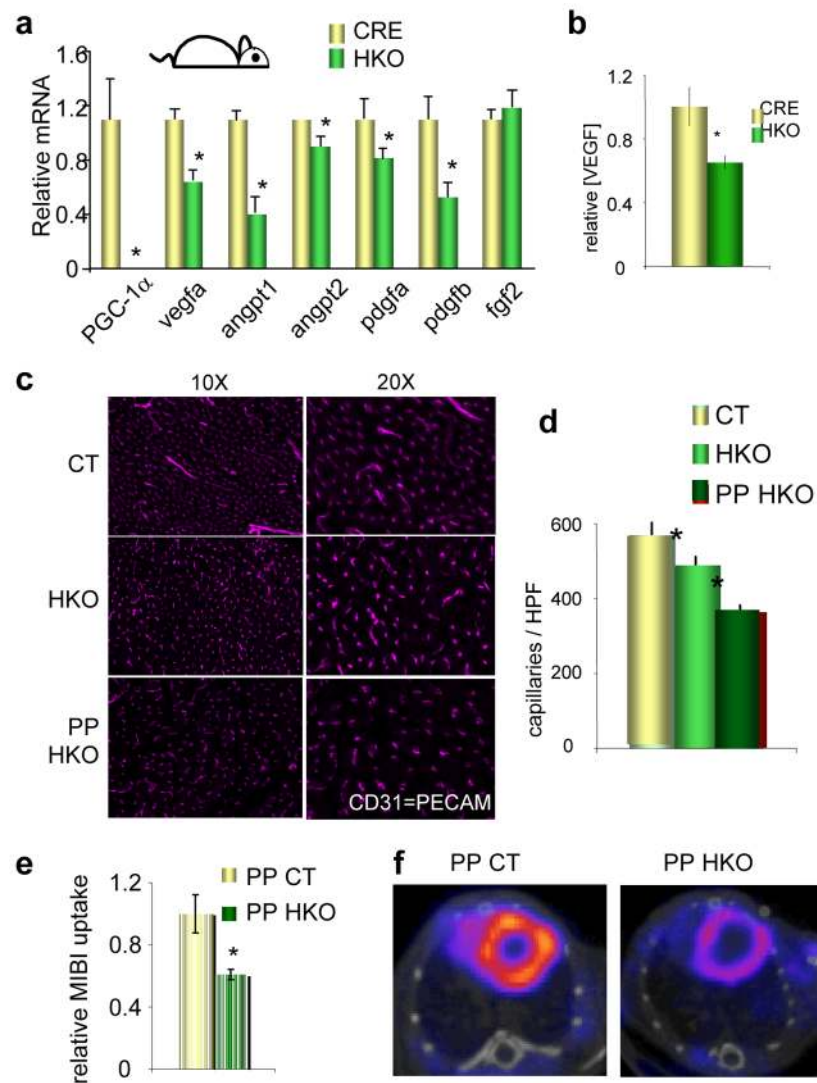 a
CRE
HKO
Relative mRNA
1.6
1.2
0.8
0.4
0
*
*
*
*
*
*
PGC-1α
vegfa
angpt1
angpt2
pdgfa
pdgfb
fgf2
b
CRE
HKO
relative [VEGF]
1.2
0.8
0.4
0
*
c
10X
20X
CT
HKO
PP
HKO
CD31=PECAM
d
CT
HKO
PP HKO
capillaries / HPF
600
400
200
0
*
*
e
PP CT
PP HKO
relative MIBI uptake
1.2
0.8
0.4
0
*
f
PP CT
PP HKO